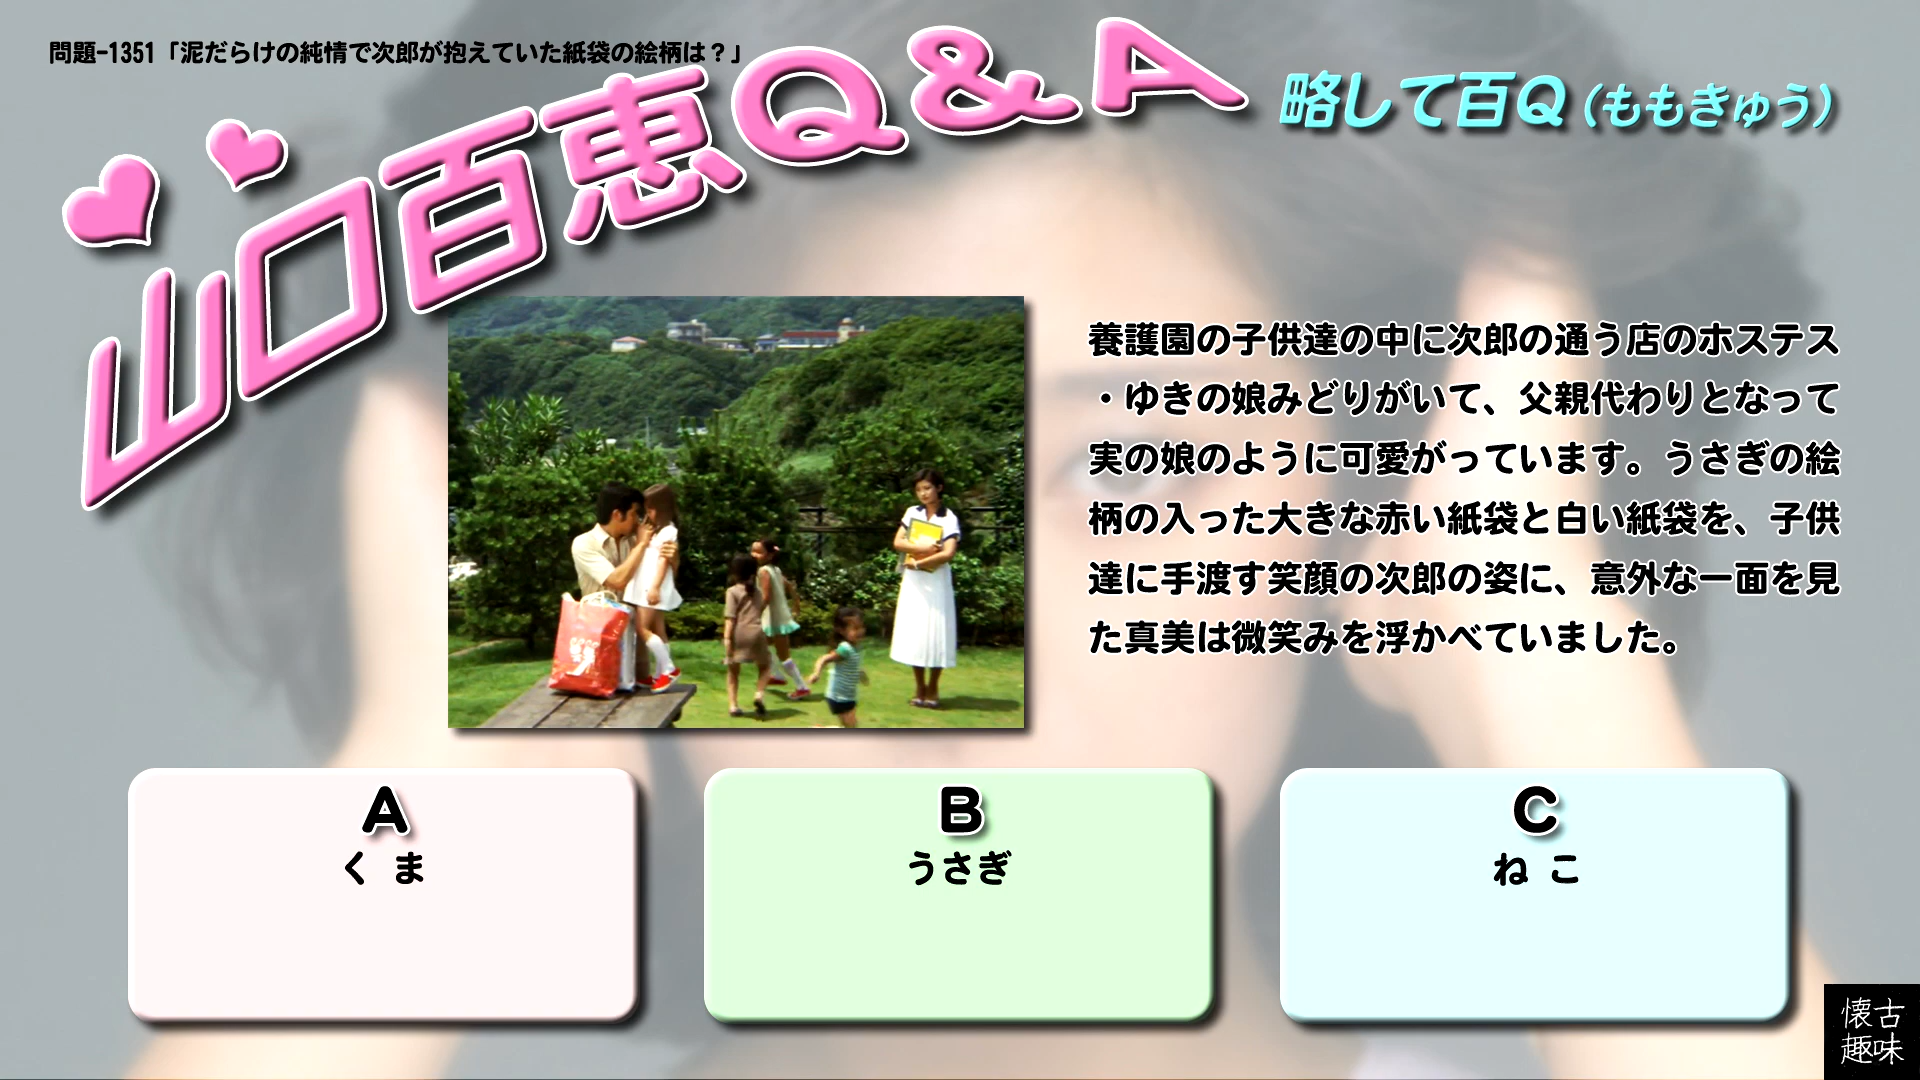 問題-1351「泥だらけの純情で次郎が抱えていた紙袋の絵柄は？」
山口百恵Q&A
略して百Q（ももきゅう）
養護園の子供達の中に次郎の通う店のホステス
・ゆきの娘みどりがいて、父親代わりとなって
実の娘のように可愛がっています。うさぎの絵
柄の入った大きな赤い紙袋と白い紙袋を、子供
達に手渡す笑顔の次郎の姿に、意外な一面を見
た真美は微笑みを浮かべていました。
A
くま
B
うさぎ
C
ねこ
懐古
趣味